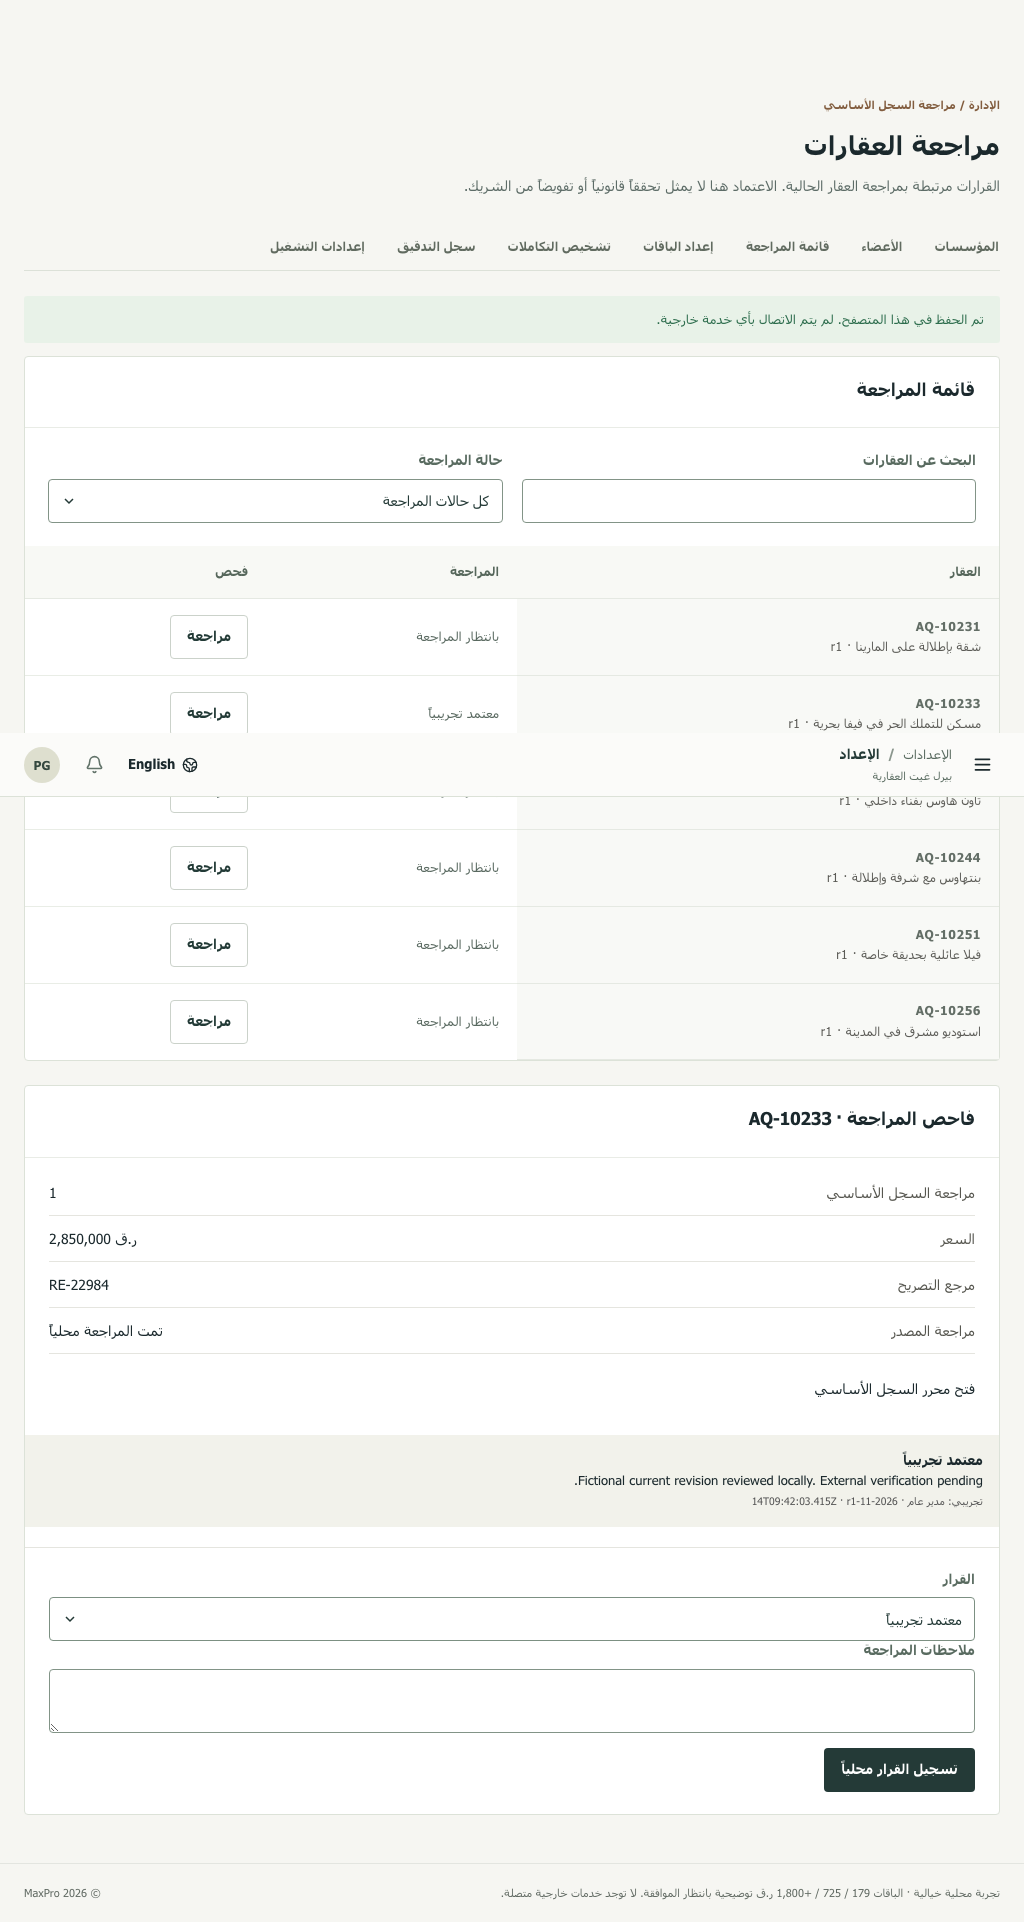 الإدارة / مراجعة السجل الأساسي
مراجعة العقارات
القرارات مرتبطة بمراجعة العقار الحالية. الاعتماد هنا لا يمثل تحققاً قانونياً أو تفويضاً من الشريك.
المؤسسات الأعضاء قائمة المراجعة إعداد الباقات تشخيص التكاملات سجل التدقيق إعدادات التشغيل
تم الحفظ في هذا المتصفح. لم يتم الاتصال بأي خدمة خارجية.
قائمة المراجعة
البحث عن العقارات حالة المراجعة
كل حالات المراجعة
العقار المراجعة فحص
AQ-10231
شقة بإطلالة على المارينا · r1 بانتظار المراجعة مراجعة
AQ-10233
مسكن للتملك الحر في فيفا بحرية · r1 معتمد تجريبياً مراجعة
الإعدادات / الإعداد English PG
بيرل غيت العقارية
تاون هاوس بفناء داخلي · r1
AQ-10244
بنتهاوس مع شرفة وإطلالة · r1 بانتظار المراجعة مراجعة
AQ-10251
فيلا عائلية بحديقة خاصة · r1 بانتظار المراجعة مراجعة
AQ-10256
استوديو مشرق في المدينة · r1 بانتظار المراجعة مراجعة
فاحص المراجعة · AQ-10233
مراجعة السجل الأساسي 1
السعر 2,850,000 ر.ق
مرجع التصريح RE-22984
مراجعة المصدر تمت المراجعة محلياً
فتح محرر السجل الأساسي
معتمد تجريبياً
Fictional current revision reviewed locally. External verification pending.
تجريبي: مدير عام · 2026-11-14T09:42:03.415Z · r1
القرار
معتمد تجريبياً
ملاحظات المراجعة
تسجيل القرار محلياً
تجربة محلية خيالية · الباقات 179 / 725 / +1,800 ر.ق توضيحية بانتظار الموافقة. لا توجد خدمات خارجية متصلة.
© 2026 MaxPro